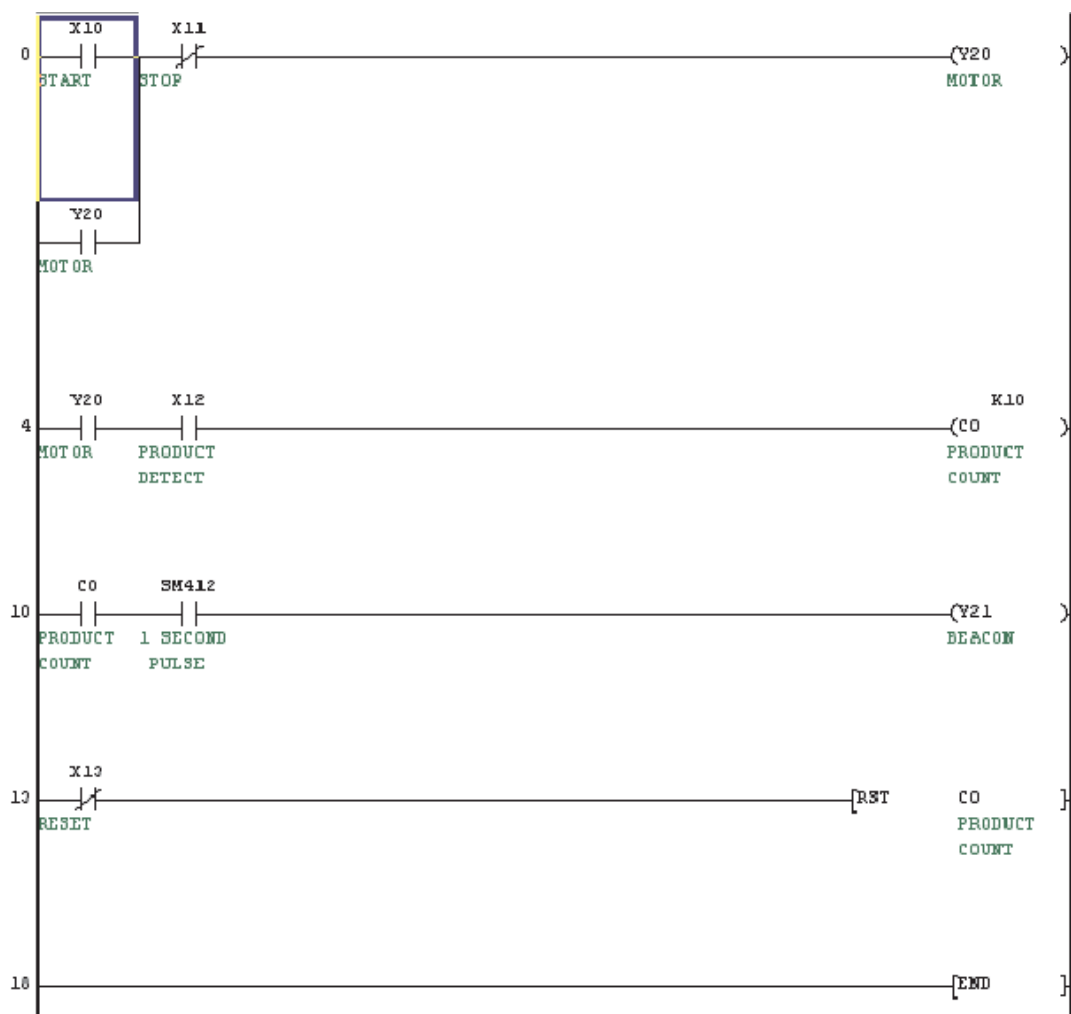 X10 X11
0 (Y20 )
START STOP MOTOR
Y20
MOTOR
Y20 X12 K10
4 (C0 )
MOTOR PRODUCT DETECT PRODUCT COUNT
C0 SM412
10 (Y21 )
PRODUCT COUNT 1 SECOND PULSE BEACON
X13
13 [RST C0 ]
RESET PRODUCT COUNT
18 [END ]